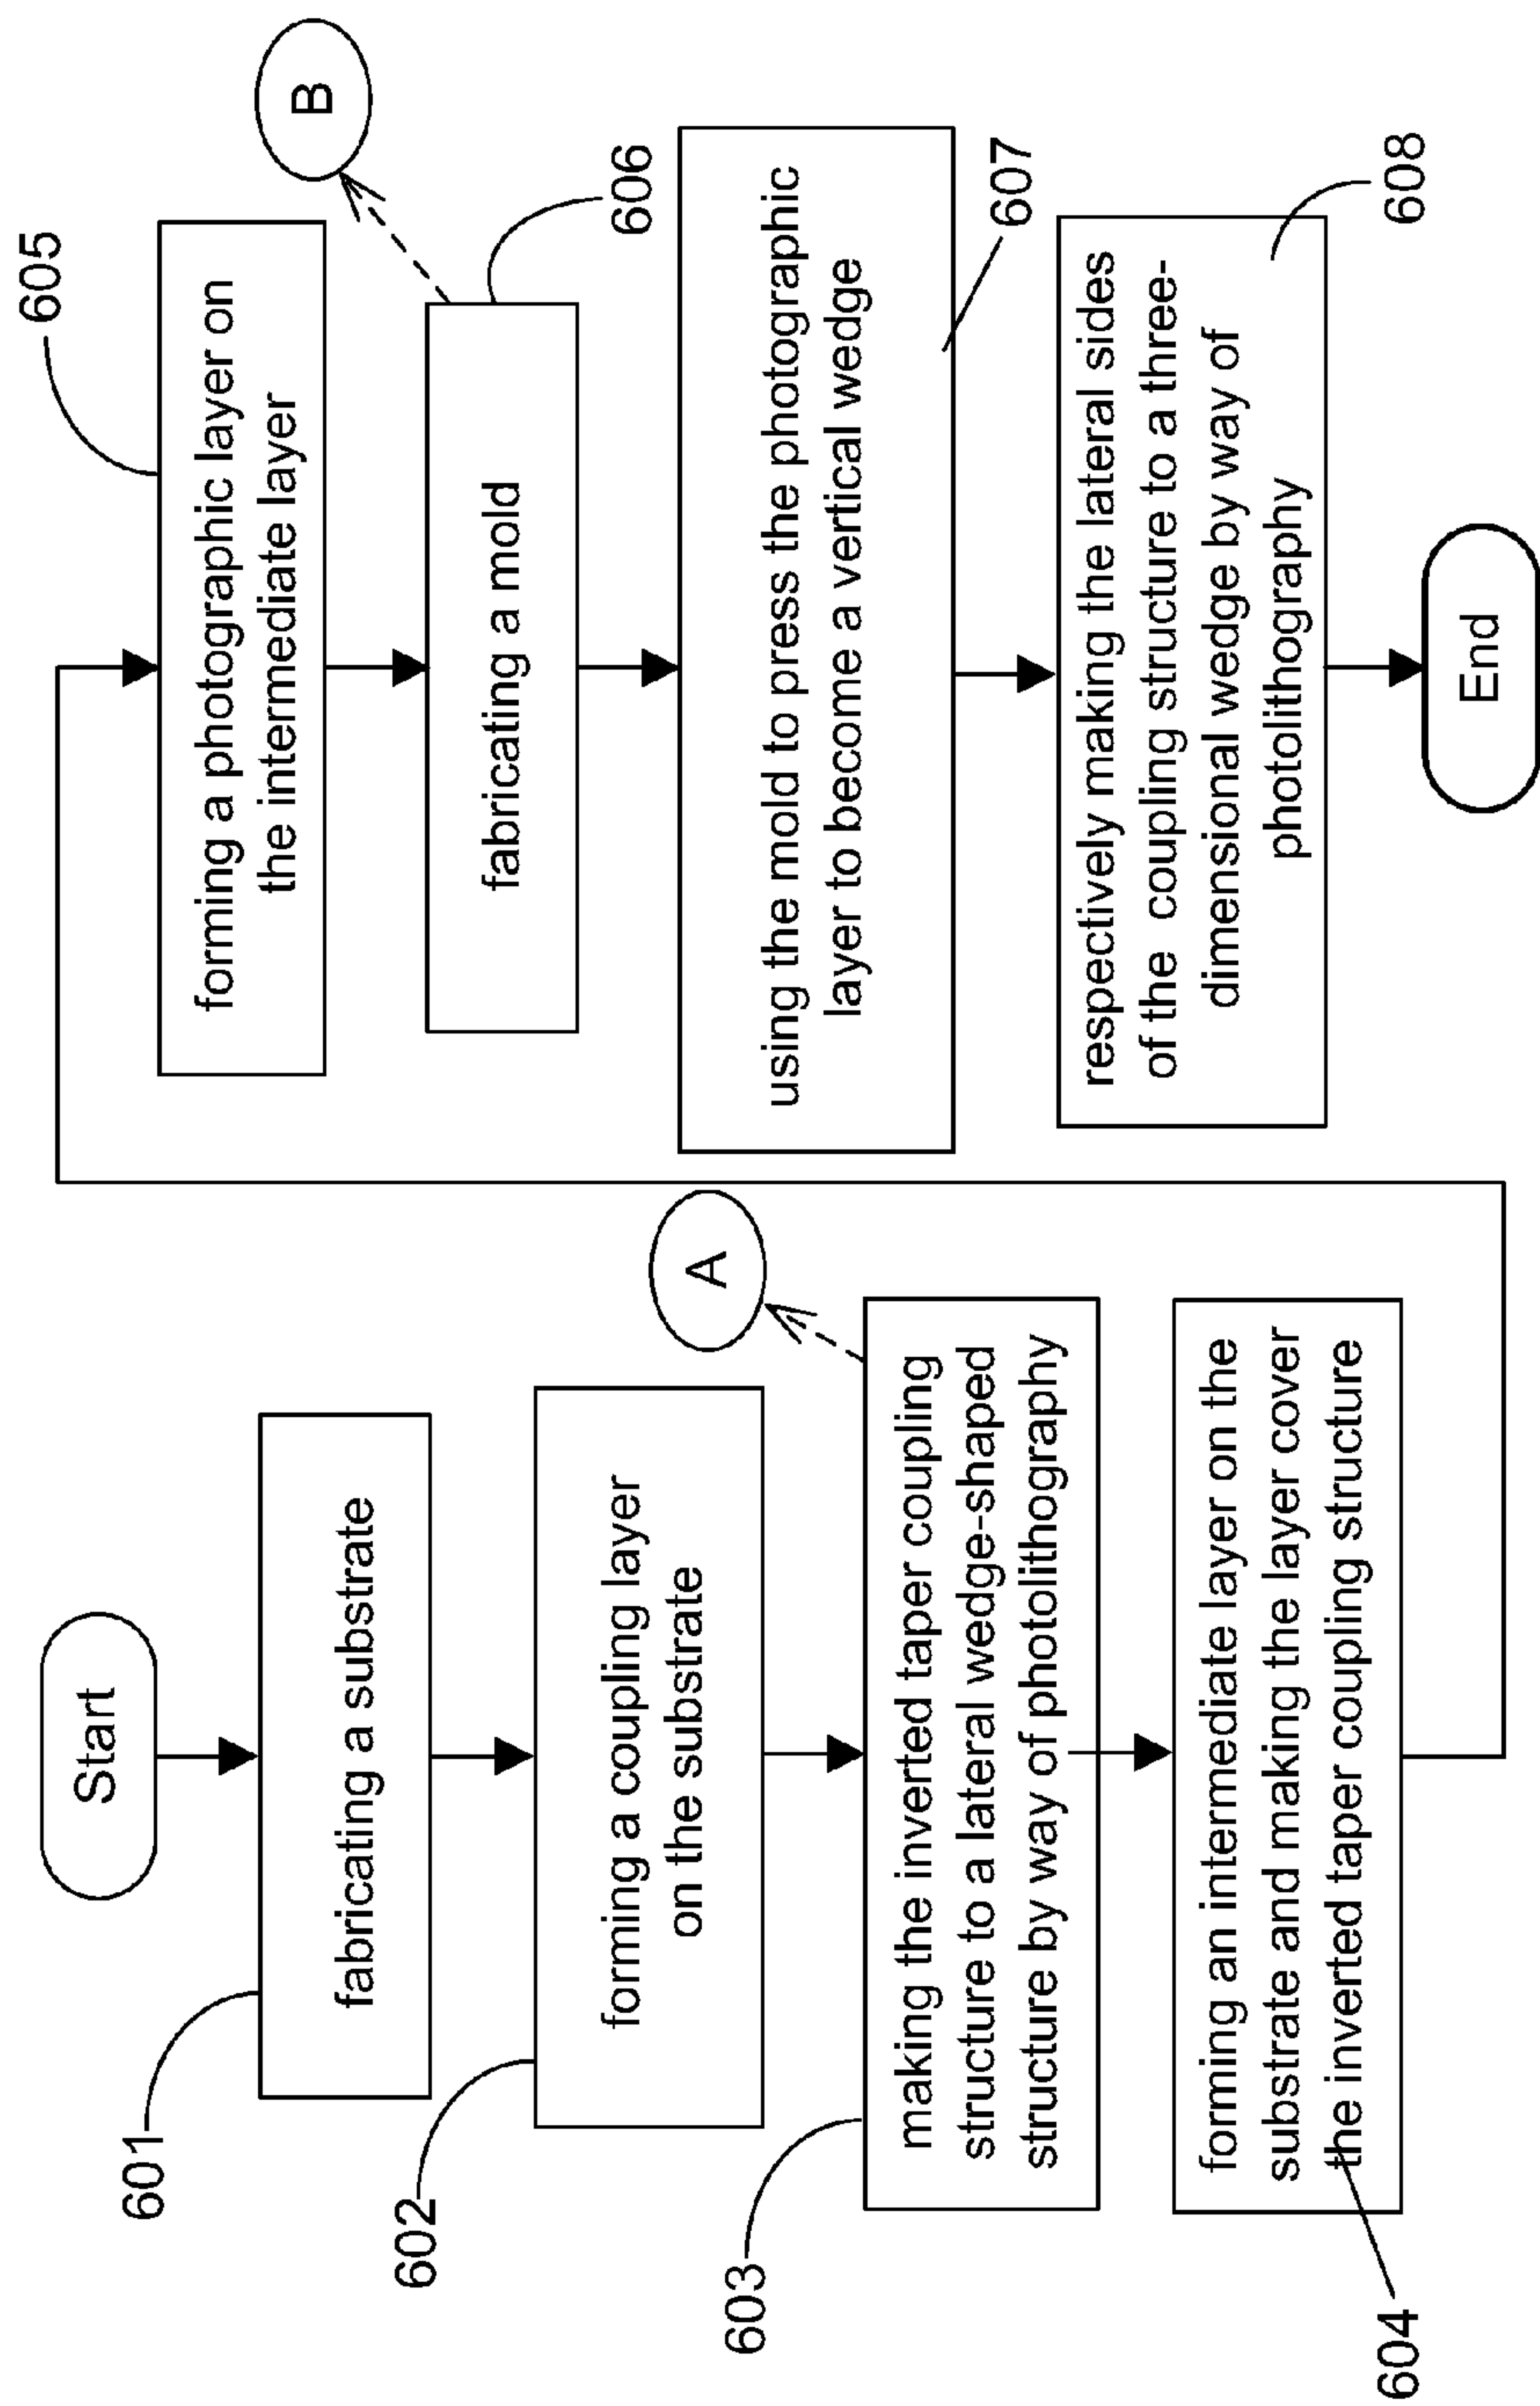 Start
601
fabricating a substrate
602
forming a coupling layer
on the substrate
603
making the inverted taper coupling
structure to a lateral wedge-shaped
structure by way of photolithography
A
604
forming an intermediate layer on the
substrate and making the layer cover
the inverted taper coupling structure
605
forming a photographic layer on
the intermediate layer
606
fabricating a mold
B
607
using the mold to press the photographic
layer to become a vertical wedge
608
respectively making the lateral sides
of the coupling structure to a three-
dimensional wedge by way of
photolithography
End